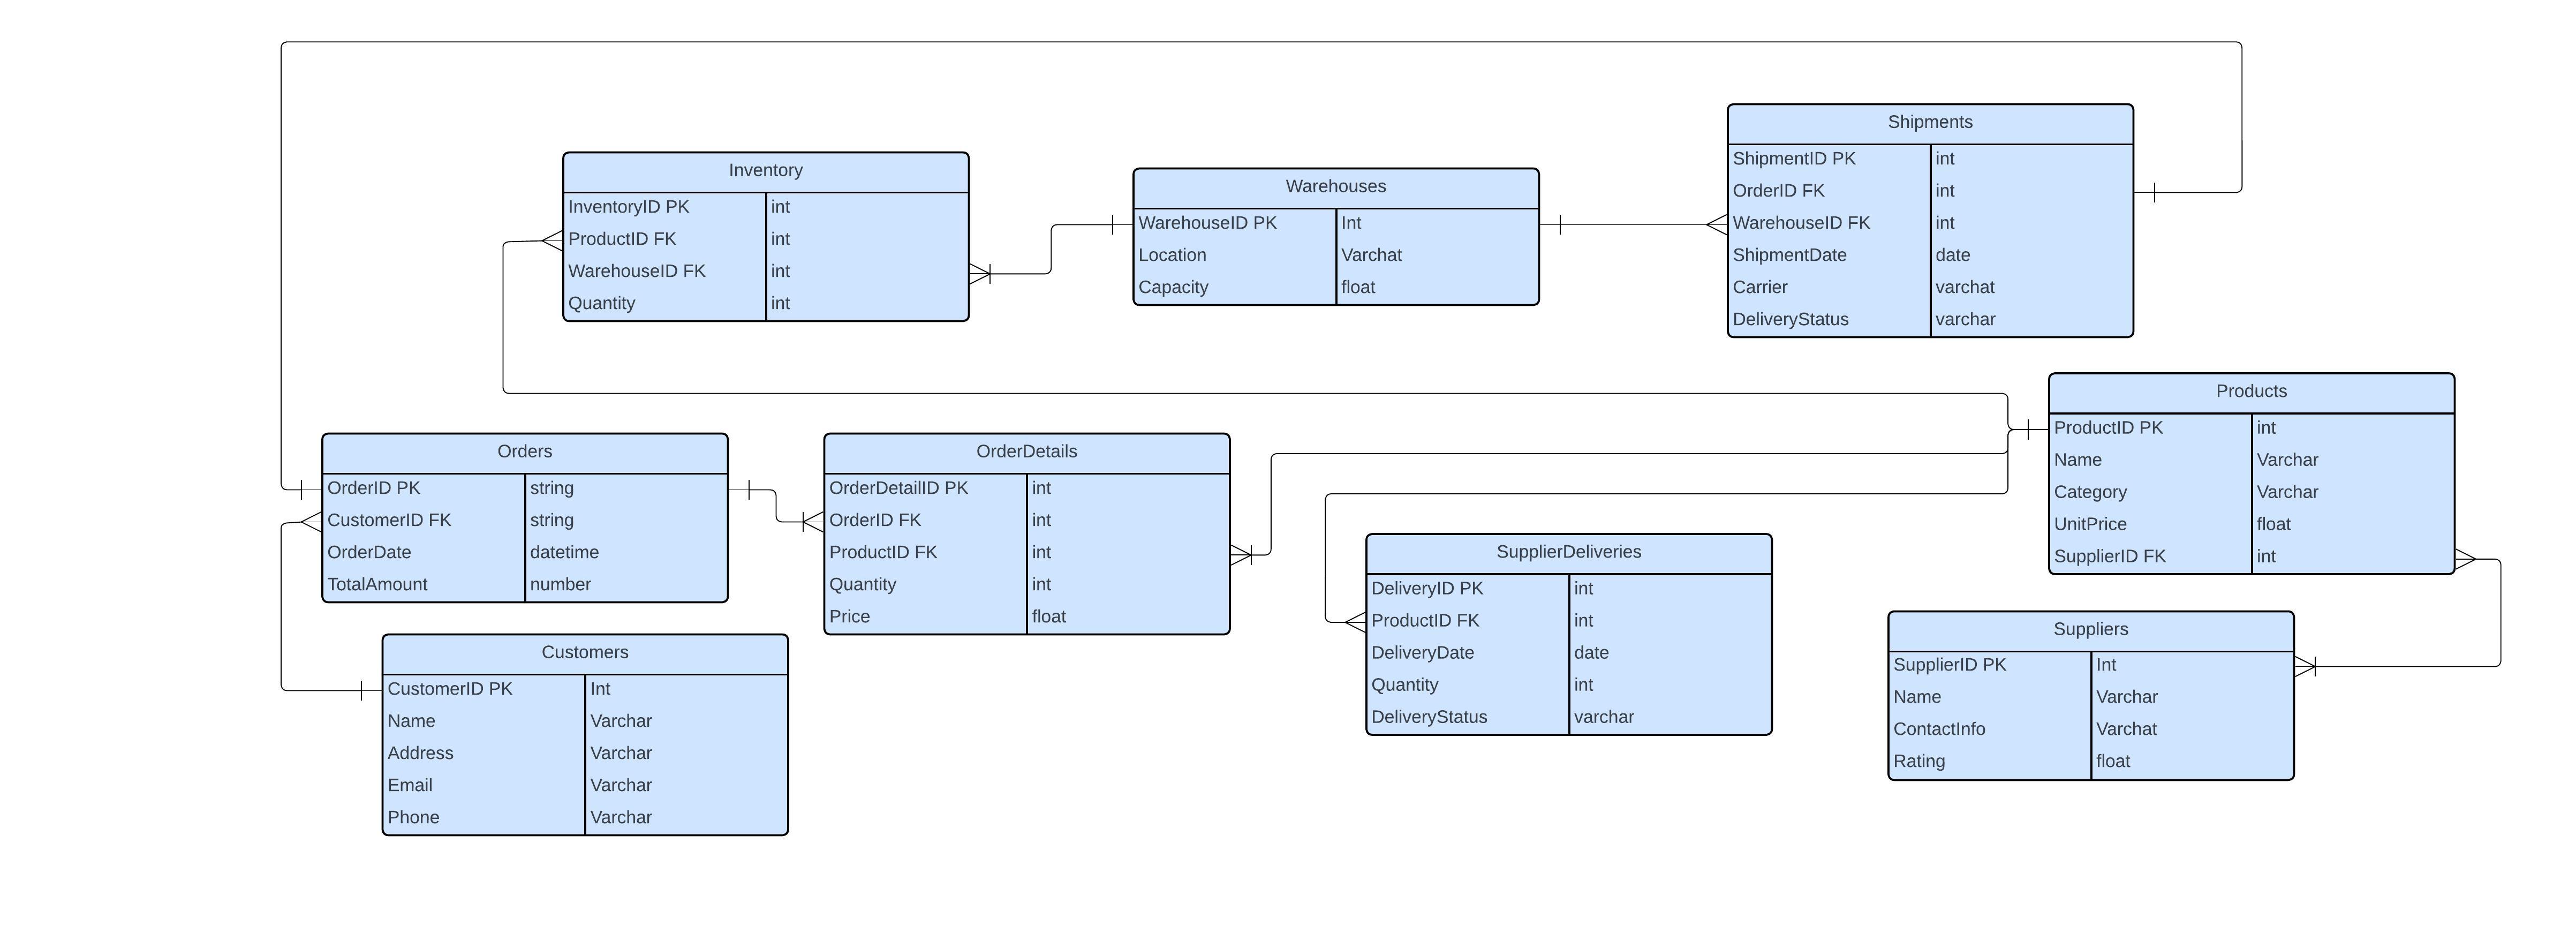 Shipments
ShipmentID PK int
OrderID FK int
WarehouseID FK int
ShipmentDate date
Carrier varchat
DeliveryStatus varchar
Inventory
InventoryID PK int
ProductID FK int
WarehouseID FK int
Quantity int
Warehouses
WarehouseID PK Int
Location Varchat
Capacity float
Products
ProductID PK int
Name Varchar
Category Varchar
UnitPrice float
SupplierID FK int
Orders
OrderID PK string
CustomerID FK string
OrderDate datetime
TotalAmount number
OrderDetails
OrderDetailID PK int
OrderID FK int
ProductID FK int
Quantity int
Price float
SupplierDeliveries
DeliveryID PK int
ProductID FK int
DeliveryDate date
Quantity int
DeliveryStatus varchar
Suppliers
SupplierID PK Int
Name Varchar
ContactInfo Varchat
Rating float
Customers
CustomerID PK Int
Name Varchar
Address Varchar
Email Varchar
Phone Varchar